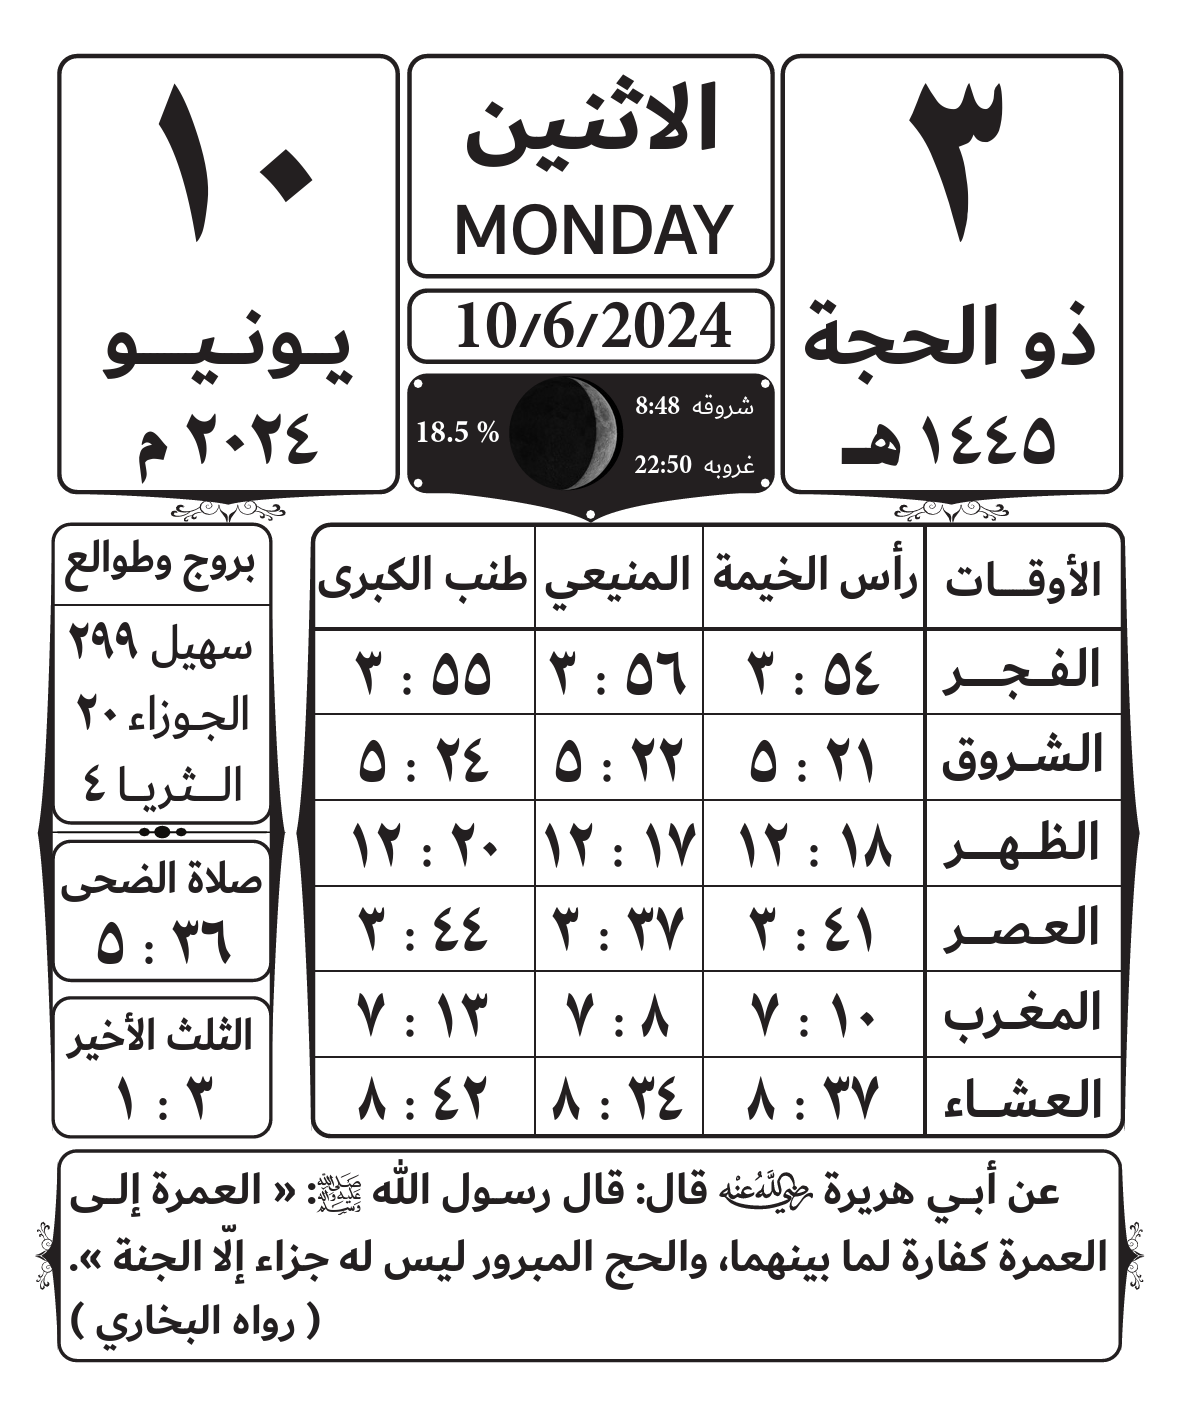 ٣
ذو الحجة
١٤٤٥ هـ
الاثنين
MONDAY
10/6/2024
شروقه 8:48
غروبه 22:50
18.5 %
١٠
يونيو
٢٠٢٤ م
الأوقات رأس الخيمة المنيعي طنب الكبرى
الفجر ٥٤ : ٣ ٥٦ : ٣ ٥٥ : ٣
الشروق ٢١ : ٥ ٢٢ : ٥ ٢٤ : ٥
الظهر ١٨ : ١٢ ١٧ : ١٢ ٢٠ : ١٢
العصر ٤١ : ٣ ٣٧ : ٣ ٤٤ : ٣
المغرب ١٠ : ٧ ٨ : ٧ ١٣ : ٧
العشاء ٣٧ : ٨ ٣٤ : ٨ ٤٢ : ٨
بروج وطوالع
سهيل ٢٩٩
الجوزاء ٢٠
الثريا ٤
صلاة الضحى
٣٦ : ٥
الثلث الأخير
٣ : ١
عن أبي هريرة رضي الله عنه قال: قال رسول الله ﷺ: « العمرة إلى
العمرة كفارة لما بينهما، والحج المبرور ليس له جزاء إلّا الجنة ».
( رواه البخاري )